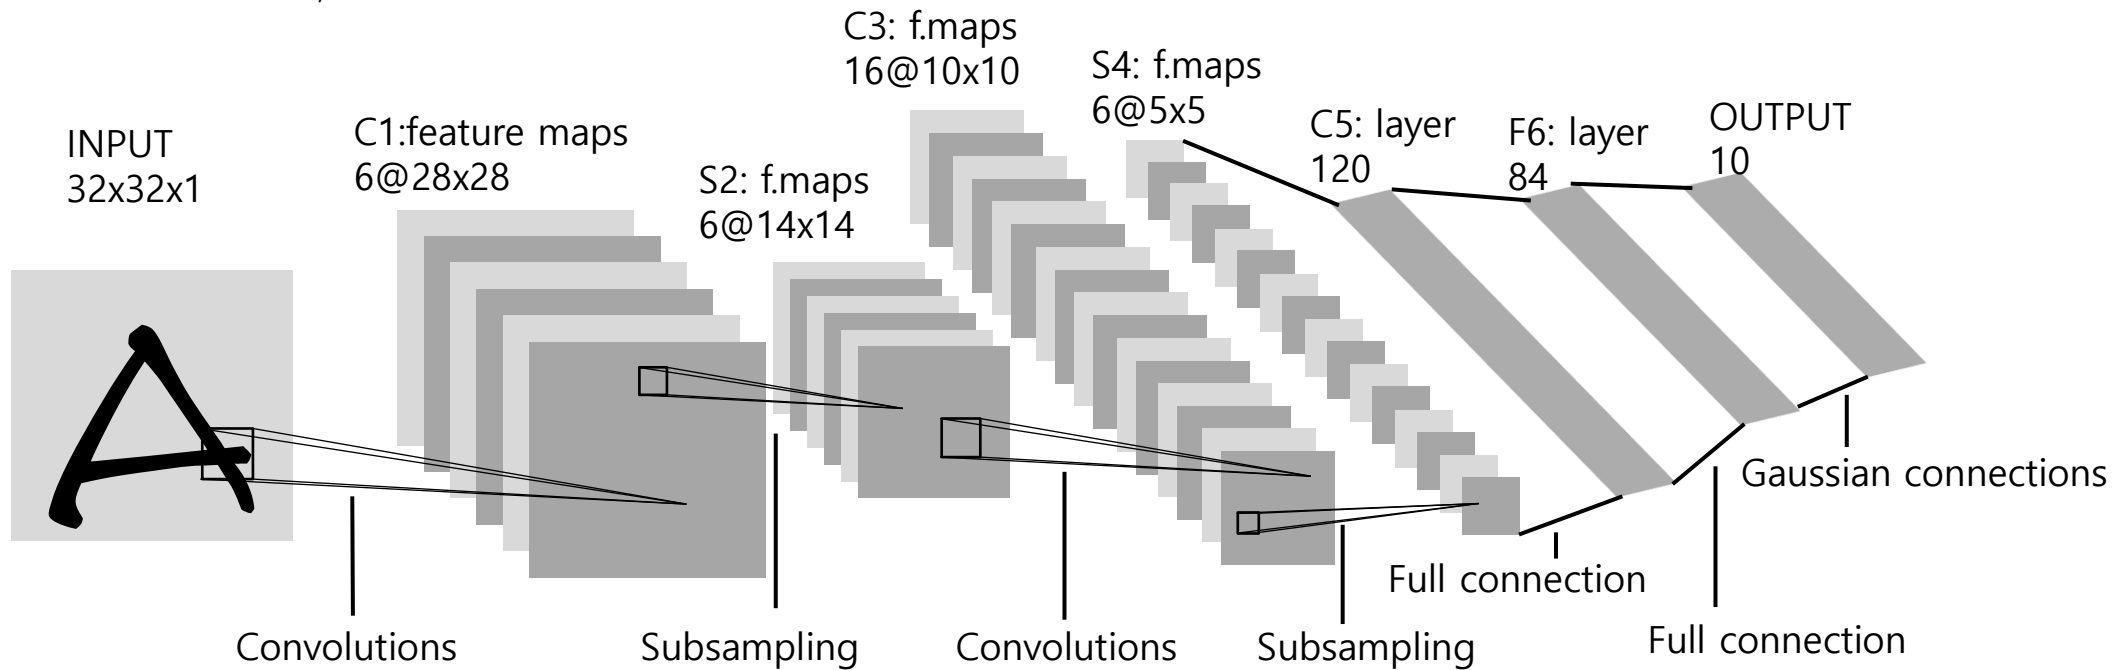 INPUT
32x32x1
C1:feature maps
6@28x28
S2: f.maps
6@14x14
C3: f.maps
16@10x10
S4: f.maps
6@5x5
C5: layer
120
F6: layer
84
OUTPUT
10
Convolutions
Subsampling
Convolutions
Subsampling
Full connection
Full connection
Gaussian connections
A